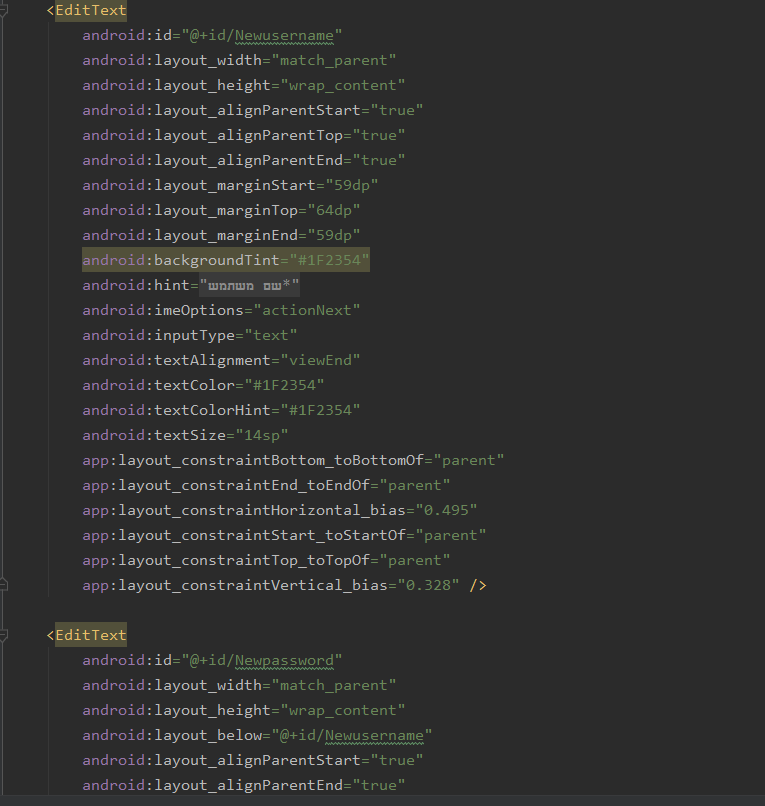 <EditText
android:id="@+id/Newusername"
android:layout_width="match_parent"
android:layout_height="wrap_content"
android:layout_alignParentStart="true"
android:layout_alignParentTop="true"
android:layout_alignParentEnd="true"
android:layout_marginStart="59dp"
android:layout_marginTop="64dp"
android:layout_marginEnd="59dp"
android:backgroundTint="#1F2354"
android:hint="שם משתמש*"
android:imeOptions="actionNext"
android:inputType="text"
android:textAlignment="viewEnd"
android:textColor="#1F2354"
android:textColorHint="#1F2354"
android:textSize="14sp"
app:layout_constraintBottom_toBottomOf="parent"
app:layout_constraintEnd_toEndOf="parent"
app:layout_constraintHorizontal_bias="0.495"
app:layout_constraintStart_toStartOf="parent"
app:layout_constraintTop_toTopOf="parent"
app:layout_constraintVertical_bias="0.328" />
<EditText
android:id="@+id/Newpassword"
android:layout_width="match_parent"
android:layout_height="wrap_content"
android:layout_below="@+id/Newusername"
android:layout_alignParentStart="true"
android:layout_alignParentEnd="true"